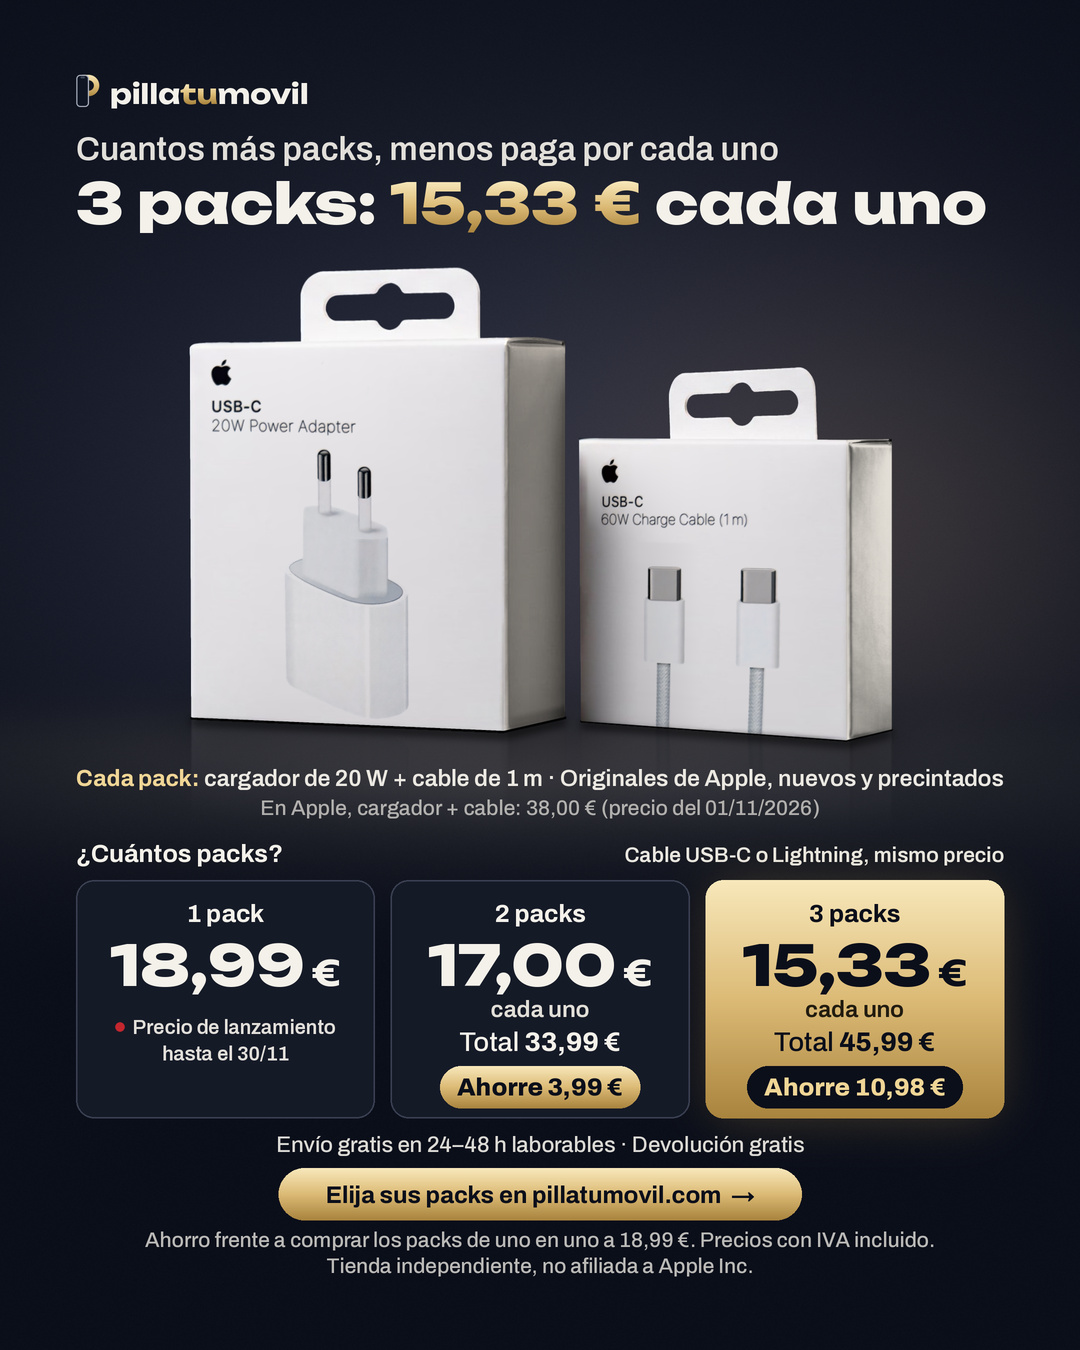 pillatumovil
Cuantos más packs, menos paga por cada uno
3 packs: 15,33 € cada uno
USB-C
20W Power Adapter
USB-C
60W Charge Cable (1 m)
Cada pack: cargador de 20 W + cable de 1 m · Originales de Apple, nuevos y precintados
En Apple, cargador + cable: 38,00 € (precio del 01/11/2026)
¿Cuántos packs?
Cable USB-C o Lightning, mismo precio
1 pack
18,99 €
Precio de lanzamiento
hasta el 30/11
2 packs
17,00 €
cada uno
Total 33,99 €
Ahorre 3,99 €
3 packs
15,33 €
cada uno
Total 45,99 €
Ahorre 10,98 €
Envío gratis en 24–48 h laborables · Devolución gratis
Elija sus packs en pillatumovil.com →
Ahorro frente a comprar los packs de uno en uno a 18,99 €. Precios con IVA incluido.
Tienda independiente, no afiliada a Apple Inc.